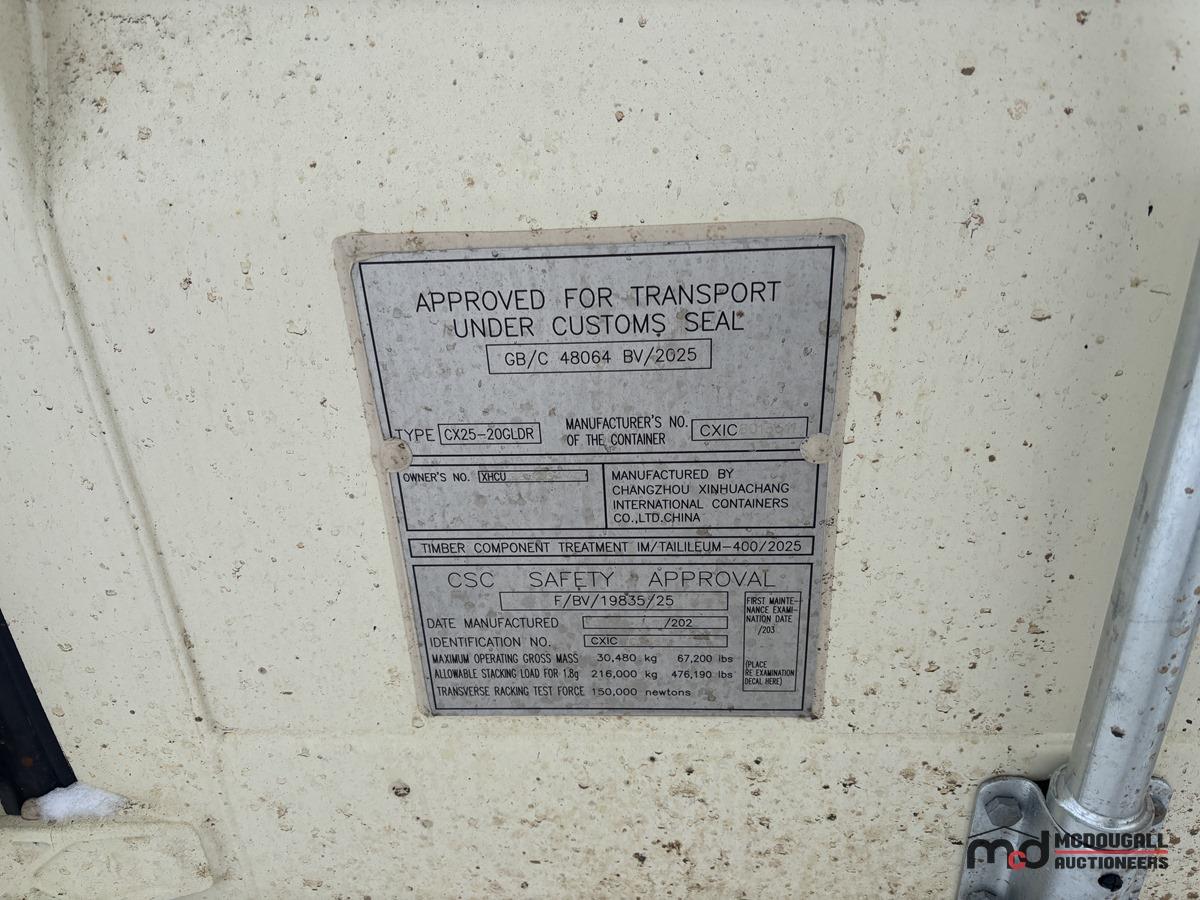 APPROVED FOR TRANSPORT
UNDER CUSTOMS SEAL
GB/C 48064 BV/2025
TYPE CX25-20GLDR
MANUFACTURER'S NO.
OF THE CONTAINER
CXIC
OWNER'S NO. XHCU
MANUFACTURED BY
CHANGZHOU XINHUACHANG
INTERNATIONAL CONTAINERS
CO.,LTD.CHINA
TIMBER COMPONENT TREATMENT IM/TAILILEUM-400/2025
CSC SAFETY APPROVAL
F/BV/19835/25
DATE MANUFACTURED /202
IDENTIFICATION NO. CXIC
MAXIMUM OPERATING GROSS MASS 30,480 kg 67,200 lbs
ALLOWABLE STACKING LOAD FOR 1.8g 216,000 kg 476,190 lbs
TRANSVERSE RACKING TEST FORCE 150,000 newtons
FIRST MAINTE-
NANCE EXAMI-
NATION DATE
/203
(PLACE
RE EXAMINATION
DECAL HERE)
mcd MCDOUGALL
AUCTIONEERS